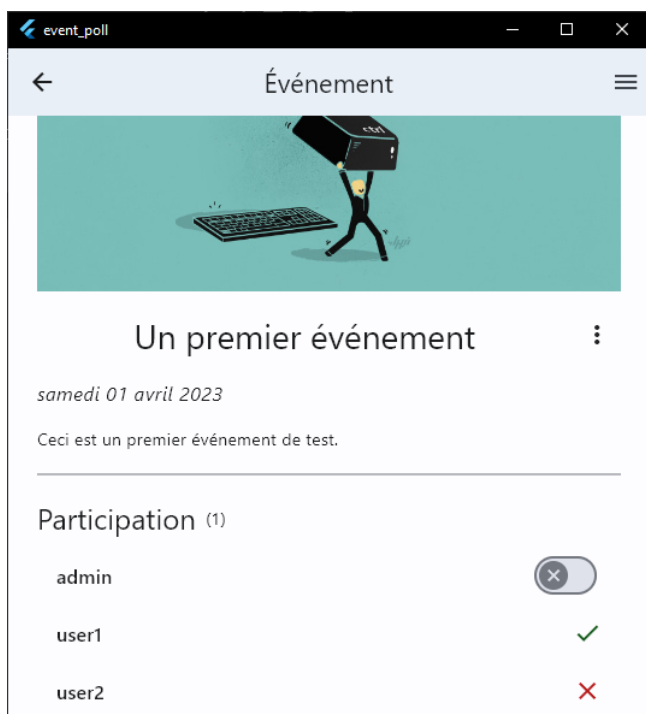 event_poll
Événement
ctrl
Un premier événement
samedi 01 avril 2023
Ceci est un premier événement de test.
Participation (1)
admin
user1
user2